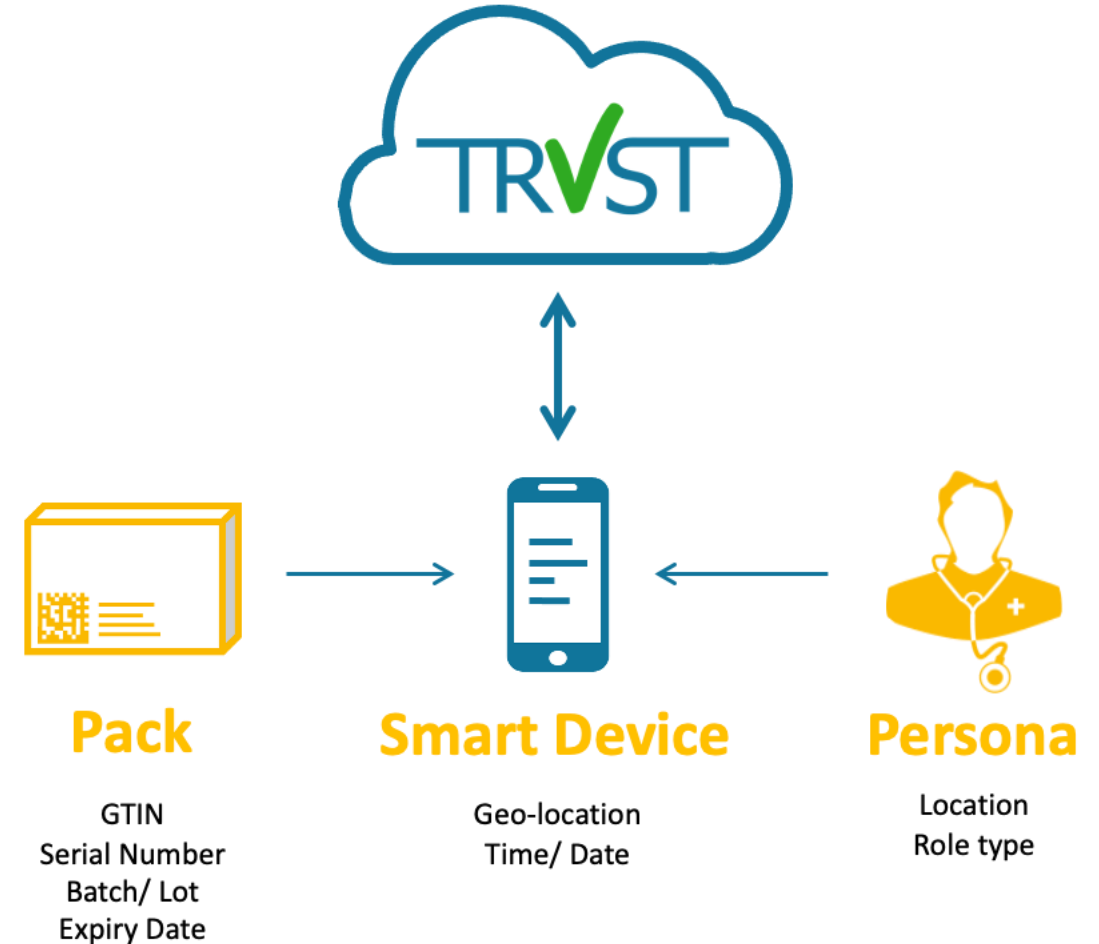 TRVST
Pack
GTIN
Serial Number
Batch/ Lot
Expiry Date
Smart Device
Geo-location
Time/ Date
Persona
Location
Role type